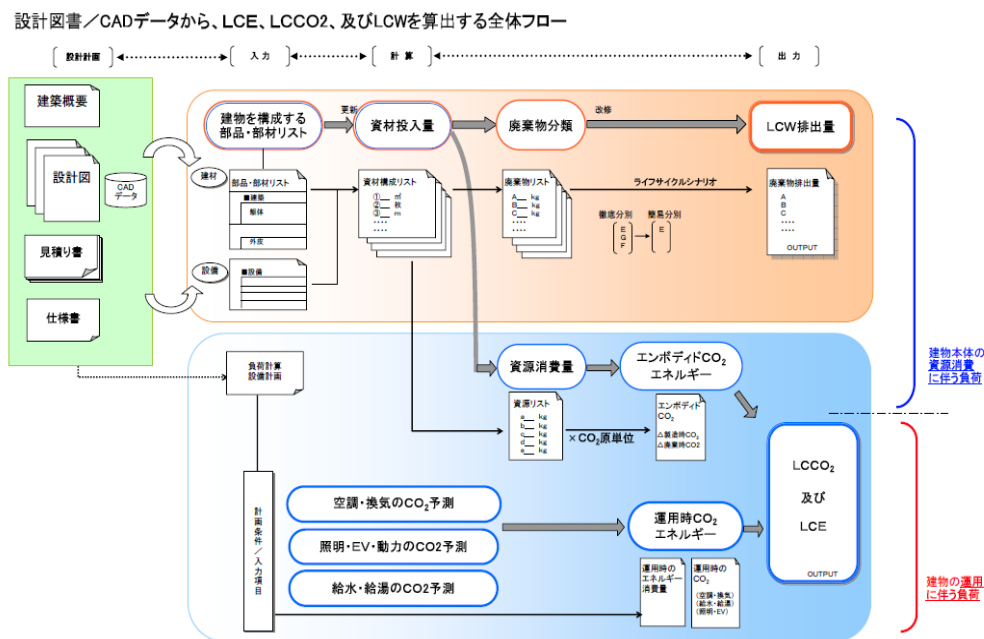 設計図書／CADデータから、LCE、LCCO2、及びLCWを算出する全体フロー
〔 設計計画 〕
〔 入 力 〕
〔 計 算 〕
〔 出 力 〕
建築概要
設計図
CAD
データ
見積り書
仕様書
建物を構成する
部品・部材リスト
更新
資材投入量
廃棄物分類
改修
LCW排出量
建材
部品・部材リスト
■建築
躯体
外皮
設備
■設備
資材構成リスト
①＿ ㎡
②＿ 枚
③＿ m
‥‥
‥‥
廃棄物リスト
A＿ kg
B＿ kg
C＿ kg
‥‥
‥‥
ライフサイクルシナリオ
徹底分別
簡易分別
E
G
F
E
廃棄物排出量
A
B
C
‥‥
‥‥
OUTPUT
建物本体の
資源消費
に伴う負荷
負荷計算
設備計画
資源消費量
エンボディドCO₂
エネルギー
資源リスト
a＿ kg
b＿ kg
c＿ kg
d＿ kg
e＿ kg
×CO₂原単位
エンボディド
CO₂
△製造時CO₂
△廃棄時CO2
計画条件／入力項目
空調・換気のCO₂予測
照明・EV・動力のCO2予測
給水・給湯のCO2予測
運用時CO₂
エネルギー
運用時の
エネルギー
消費量
運用時の
CO₂
（空調・換気）
（給水・給湯）
（照明・EV）
LCCO₂
及び
LCE
OUTPUT
建物の運用
に伴う負荷